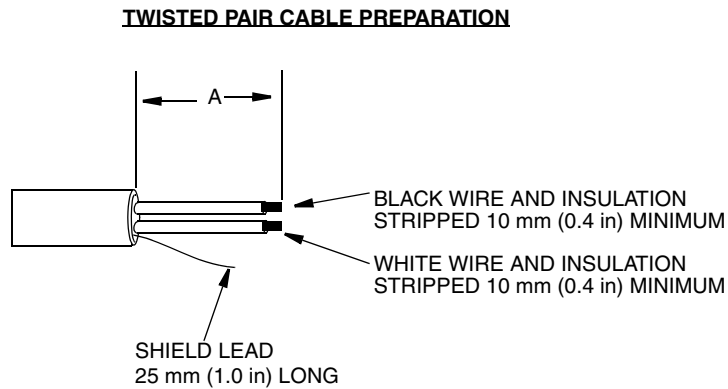 TWISTED PAIR CABLE PREPARATION
A
BLACK WIRE AND INSULATION
STRIPPED 10 mm (0.4 in) MINIMUM
WHITE WIRE AND INSULATION
STRIPPED 10 mm (0.4 in) MINIMUM
SHIELD LEAD
25 mm (1.0 in) LONG